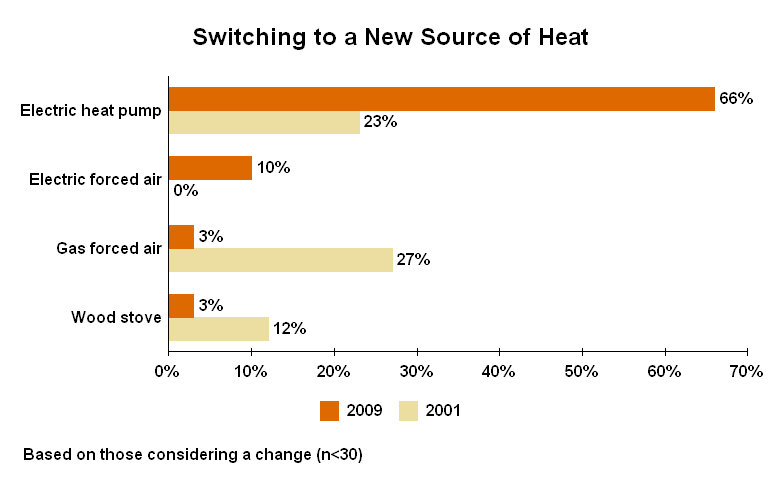 Switching to a New Source of Heat
Electric heat pump
66%
23%
Electric forced air
10%
0%
Gas forced air
3%
27%
Wood stove
3%
12%
0% 10% 20% 30% 40% 50% 60% 70%
2009 2001
Based on those considering a change (n<30)